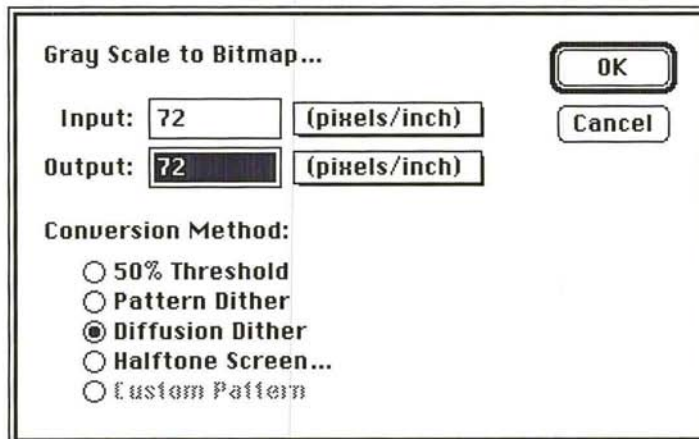 Gray Scale to Bitmap...
OK
Input: 72 (pixels/inch)
Cancel
Output: 72 (pixels/inch)
Conversion Method:
50% Threshold
Pattern Dither
Diffusion Dither
Halftone Screen...
Custom Pattern